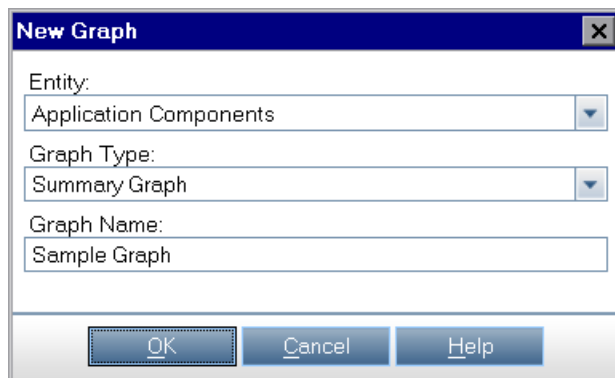 New Graph
Entity:
Application Components
Graph Type:
Summary Graph
Graph Name:
Sample Graph
OK Cancel Help